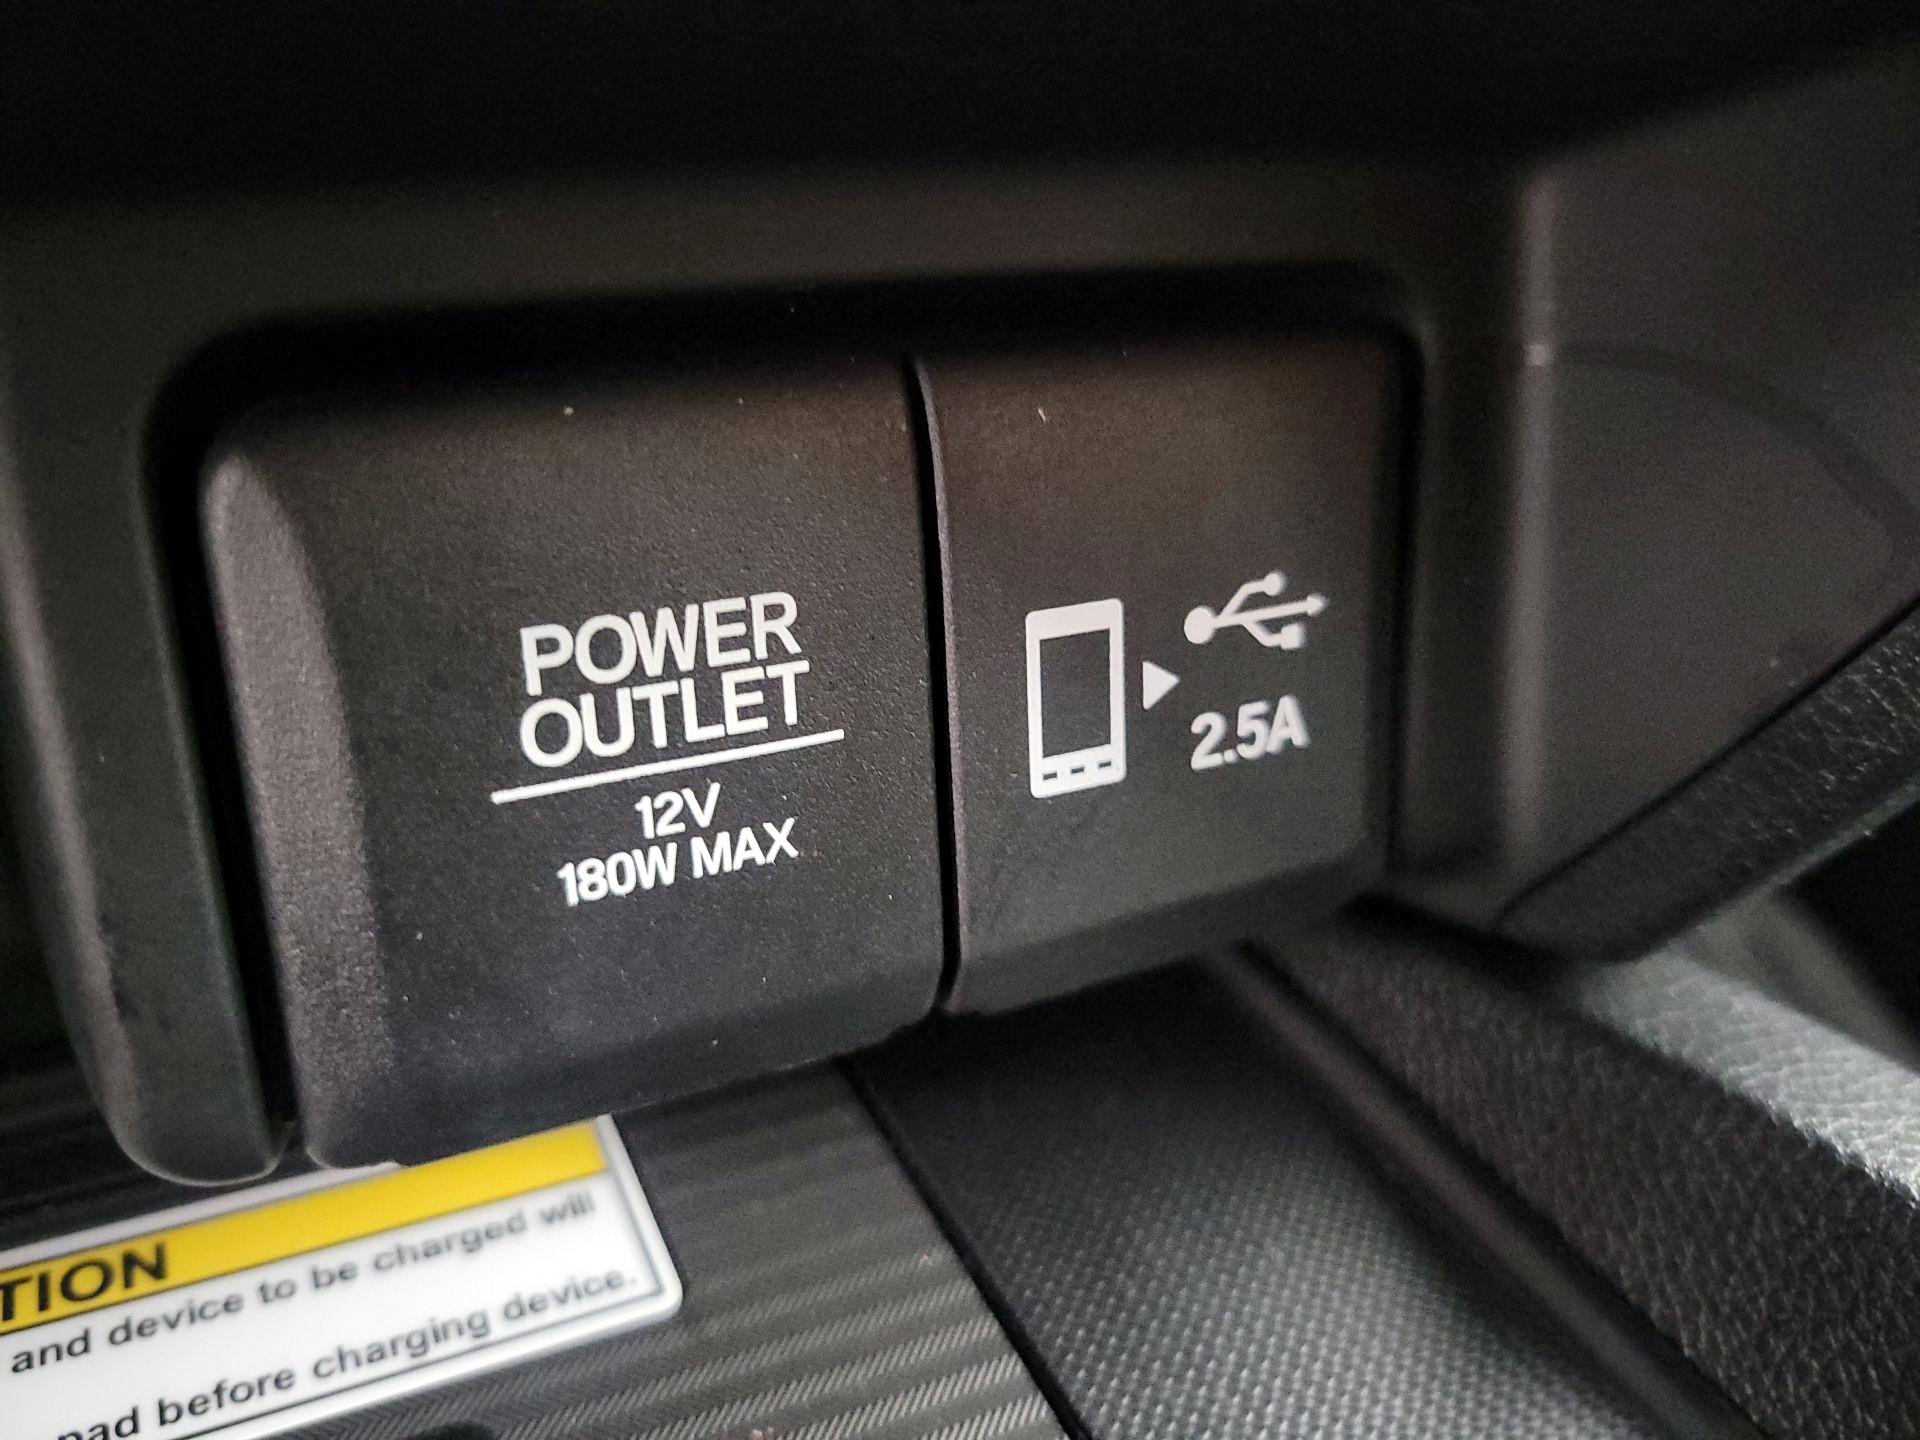 POWER
OUTLET
12V
180W MAX
2.5A
TION
and device to be charged will
pad before charging device.